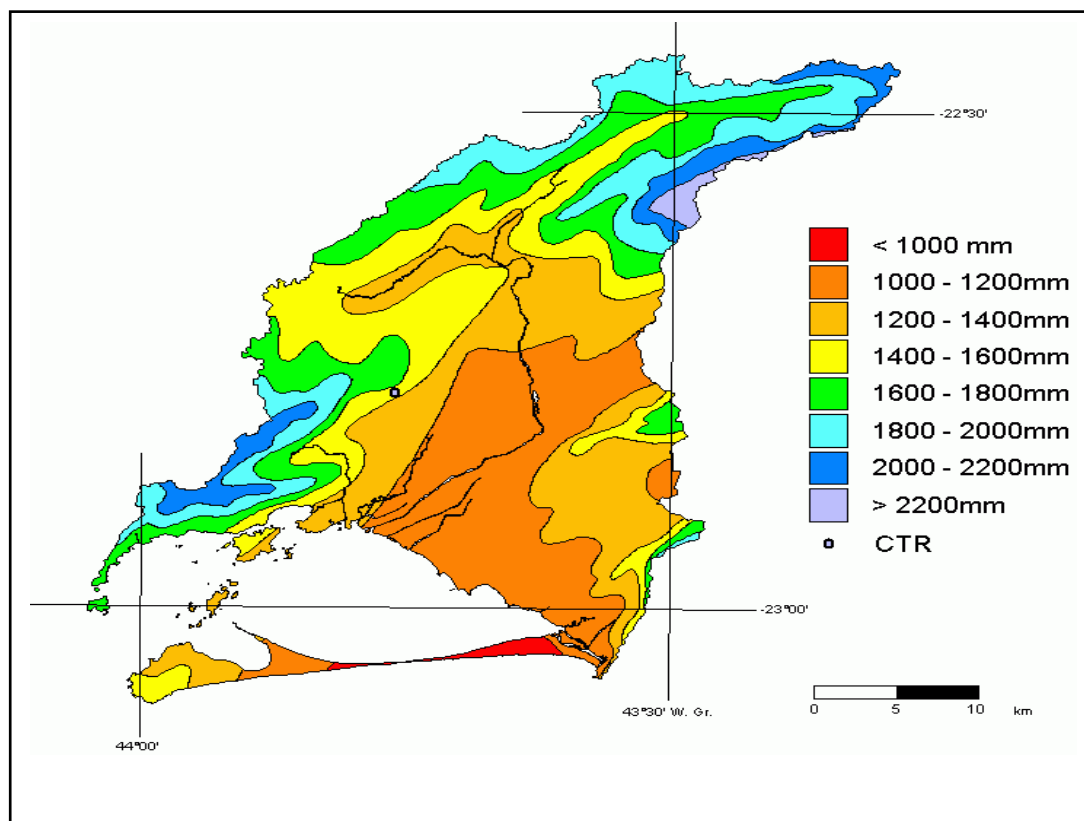 -22°30'
< 1000 mm
1000 - 1200mm
1200 - 1400mm
1400 - 1600mm
1600 - 1800mm
1800 - 2000mm
2000 - 2200mm
> 2200mm
CTR
-23°00'
0 5 10 km
43°30' W. Gr.
44°00'